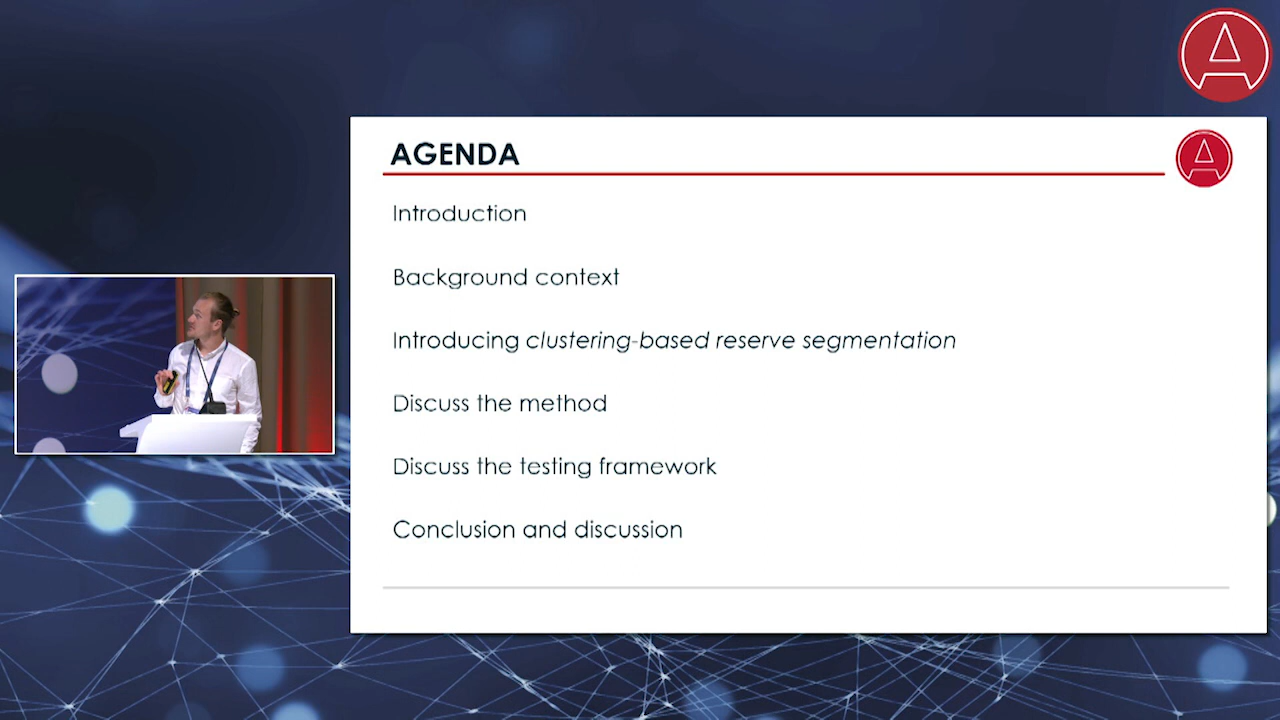 AGENDA
Introduction
Background context
Introducing clustering-based reserve segmentation
Discuss the method
Discuss the testing framework
Conclusion and discussion